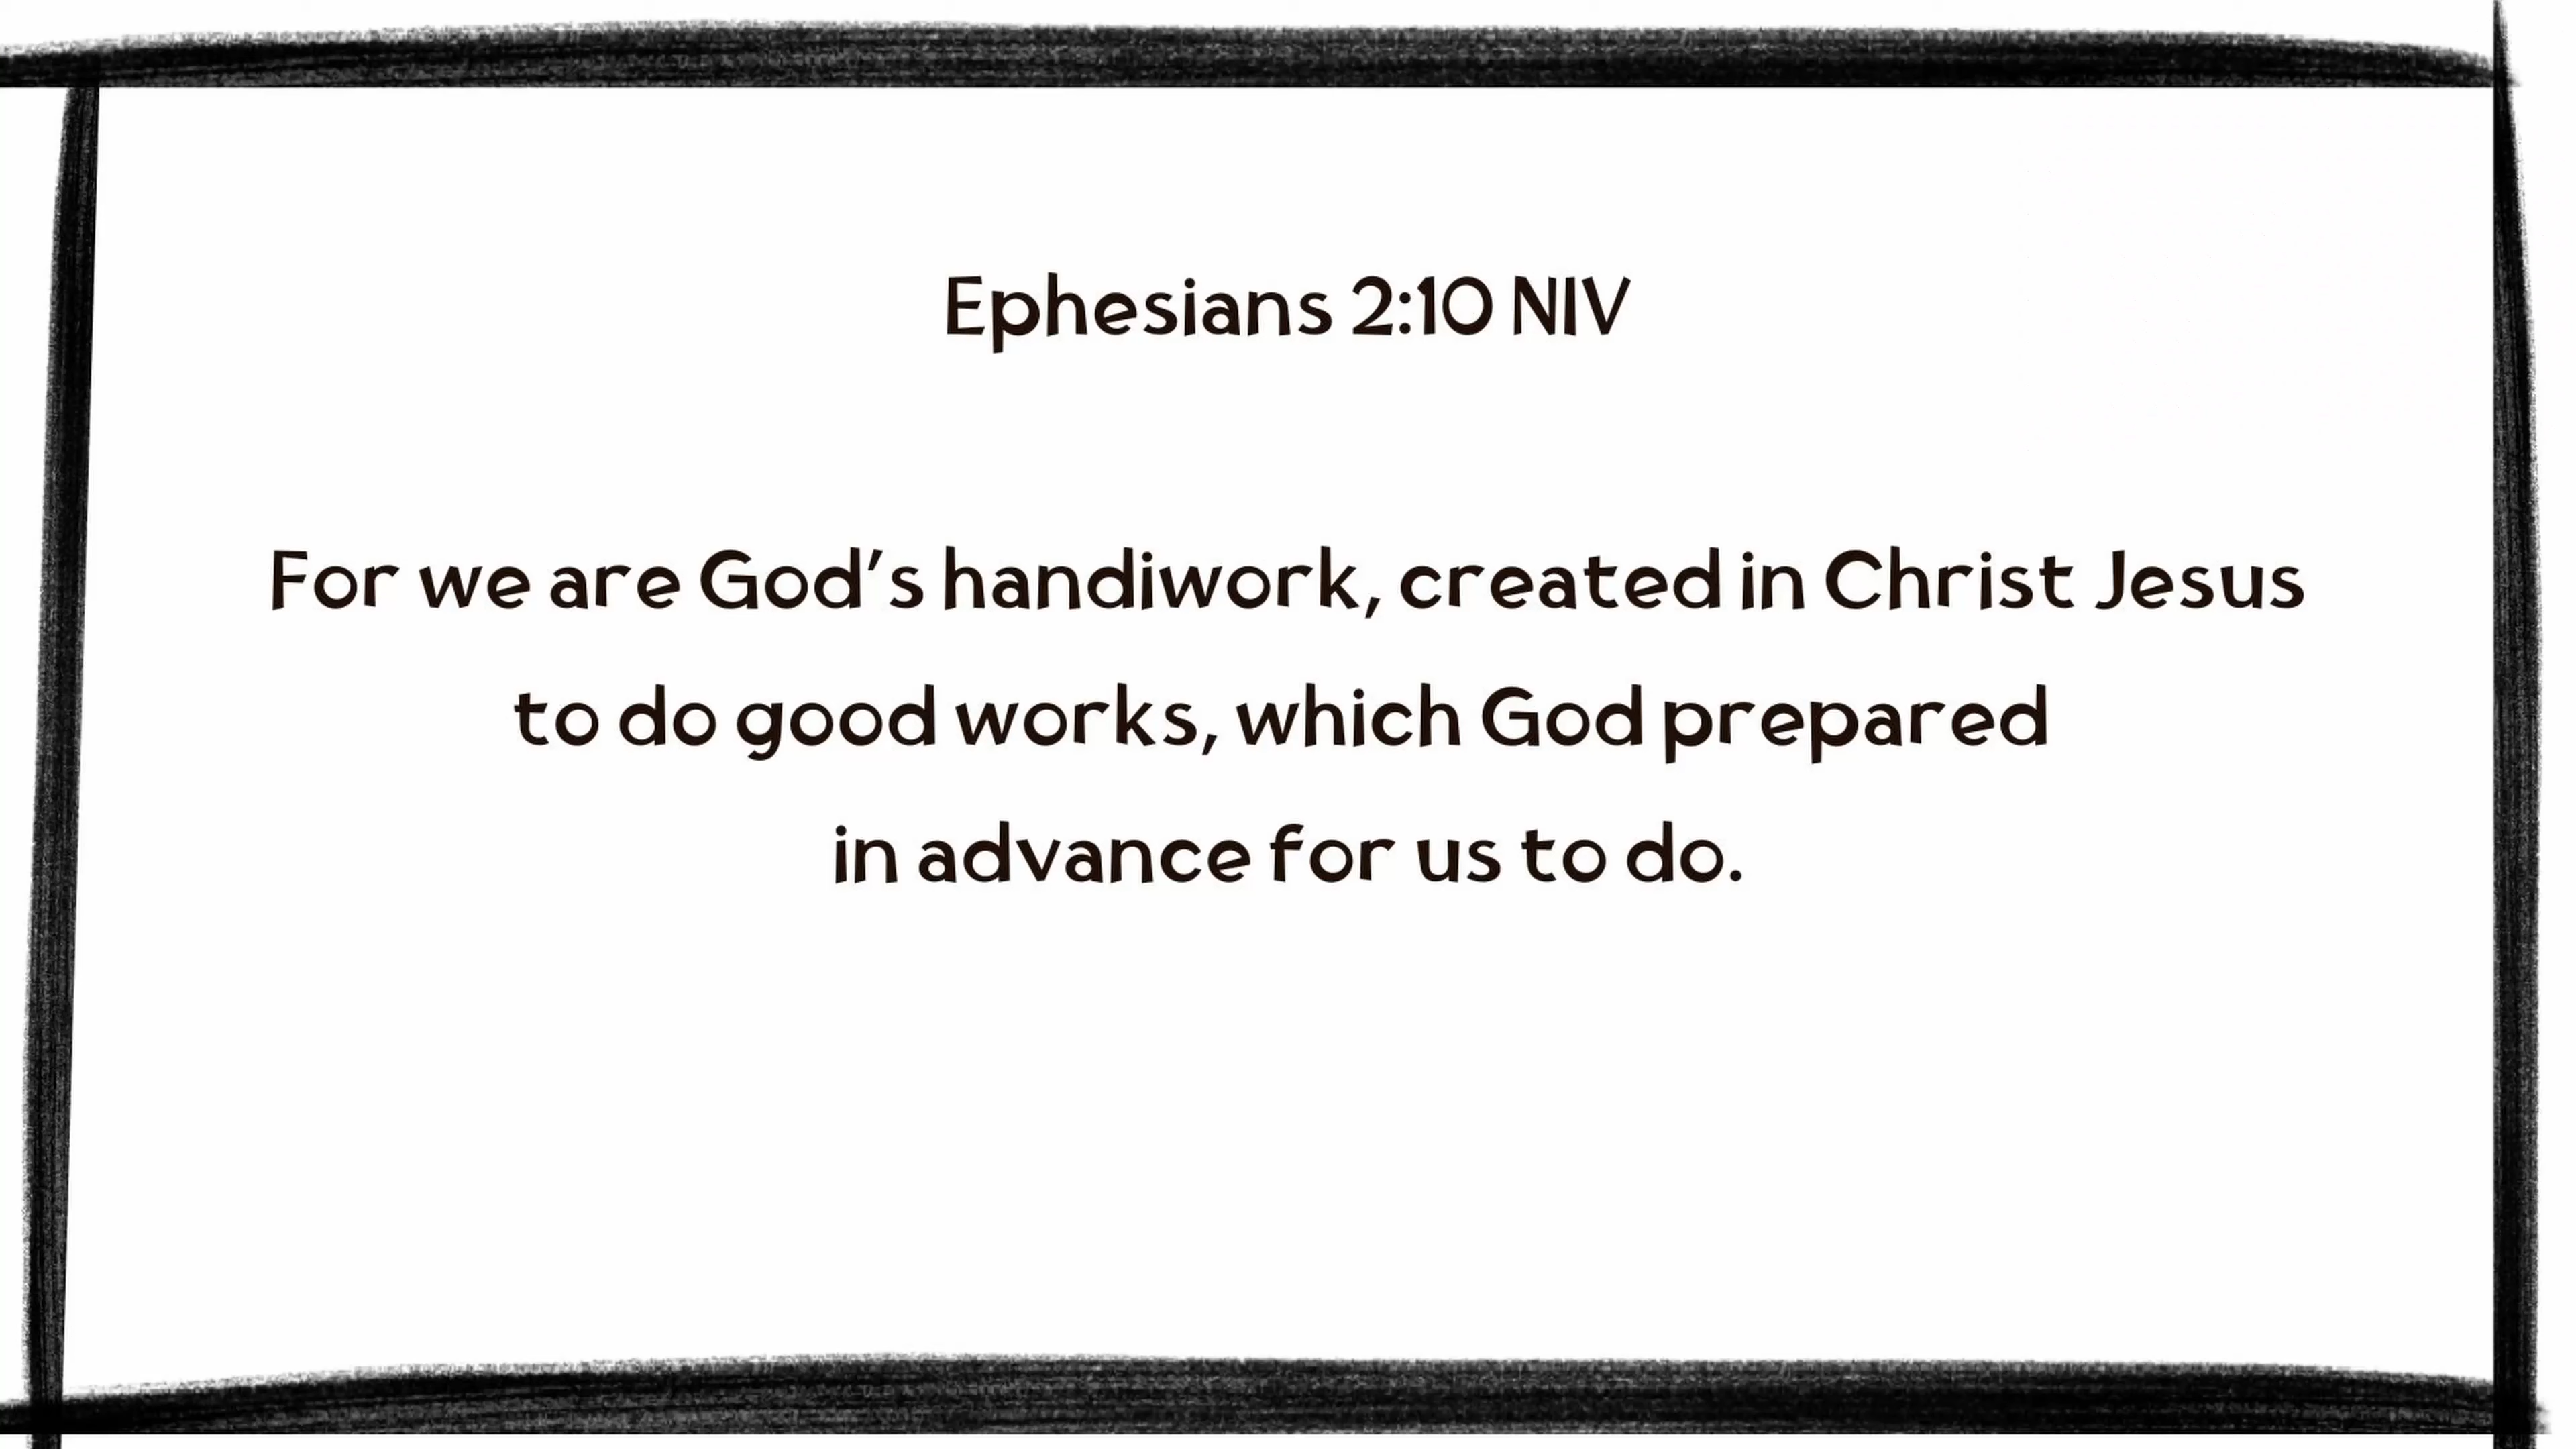 Ephesians 2:10 NIV
For we are God’s handiwork, created in Christ Jesus
to do good works, which God prepared
in advance for us to do.